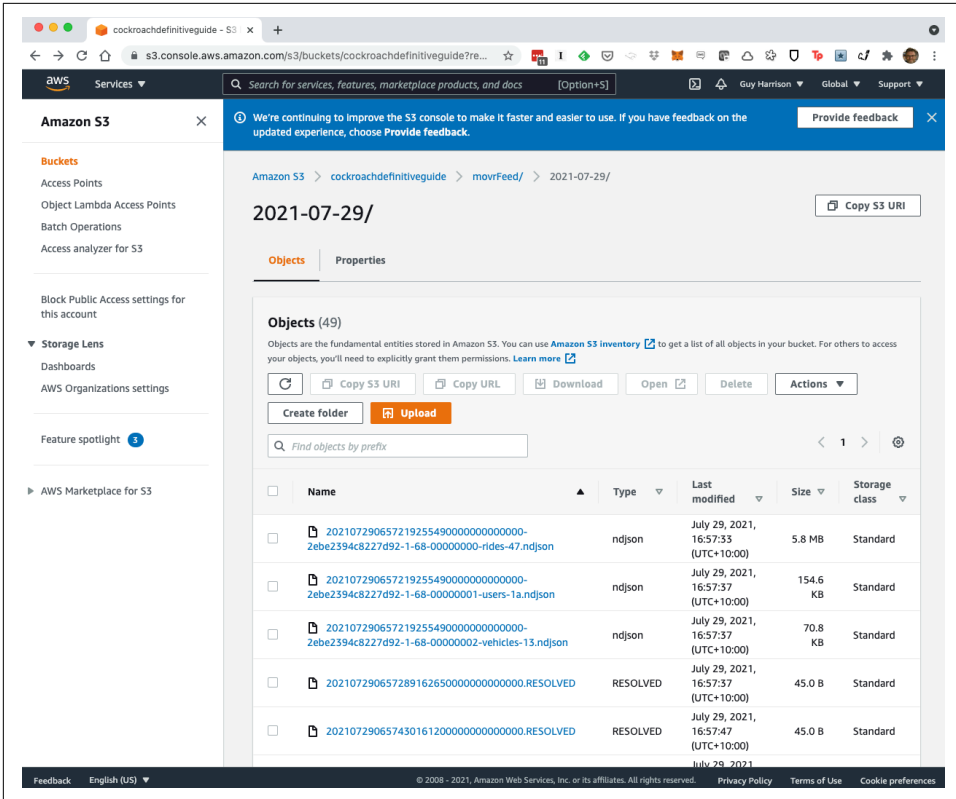 cockroachdefinitiveguide - S3
s3.console.aws.amazon.com/s3/buckets/cockroachdefinitiveguide?re...
11
Tp
aws
Services
Search for services, features, marketplace products, and docs [Option+S]
Guy Harrison
Global
Support
Amazon S3
We're continuing to improve the S3 console to make it faster and easier to use. If you have feedback on the
updated experience, choose Provide feedback.
Provide feedback
Buckets
Access Points
Object Lambda Access Points
Batch Operations
Access analyzer for S3
Block Public Access settings for
this account
Storage Lens
Dashboards
AWS Organizations settings
Feature spotlight 3
AWS Marketplace for S3
Amazon S3 > cockroachdefinitiveguide > movrFeed/ > 2021-07-29/
2021-07-29/
Copy S3 URI
Objects
Properties
Objects (49)
Objects are the fundamental entities stored in Amazon S3. You can use Amazon S3 inventory to get a list of all objects in your bucket. For others to access
your objects, you'll need to explicitly grant them permissions. Learn more
Copy S3 URI
Copy URL
Download
Open
Delete
Actions
Create folder
Upload
Find objects by prefix
1
Name
Type
Last
modified
Size
Storage
class
202107290657219255490000000000000-
2ebe2394c8227d92-1-68-00000000-rides-47.ndjson
ndjson
July 29, 2021,
16:57:33
(UTC+10:00)
5.8 MB
Standard
202107290657219255490000000000000-
2ebe2394c8227d92-1-68-00000001-users-1a.ndjson
ndjson
July 29, 2021,
16:57:37
(UTC+10:00)
154.6
KB
Standard
202107290657219255490000000000000-
2ebe2394c8227d92-1-68-00000002-vehicles-13.ndjson
ndjson
July 29, 2021,
16:57:37
(UTC+10:00)
70.8
KB
Standard
202107290657289162650000000000000.RESOLVED
RESOLVED
July 29, 2021,
16:57:37
(UTC+10:00)
45.0 B
Standard
202107290657430161200000000000000.RESOLVED
RESOLVED
July 29, 2021,
16:57:47
(UTC+10:00)
45.0 B
Standard
July 29, 2021
Feedback
English (US)
© 2008 - 2021, Amazon Web Services, Inc. or its affiliates. All rights reserved.
Privacy Policy
Terms of Use
Cookie preferences